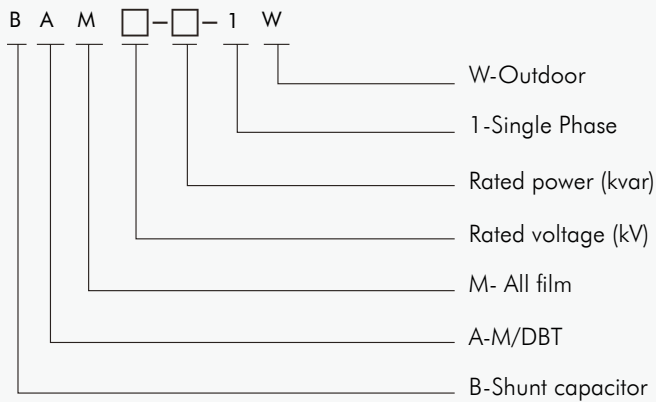 B A M □-□-1 W
W-Outdoor
1-Single Phase
Rated power (kvar)
Rated voltage (kV)
M- All film
A-M/DBT
B-Shunt capacitor